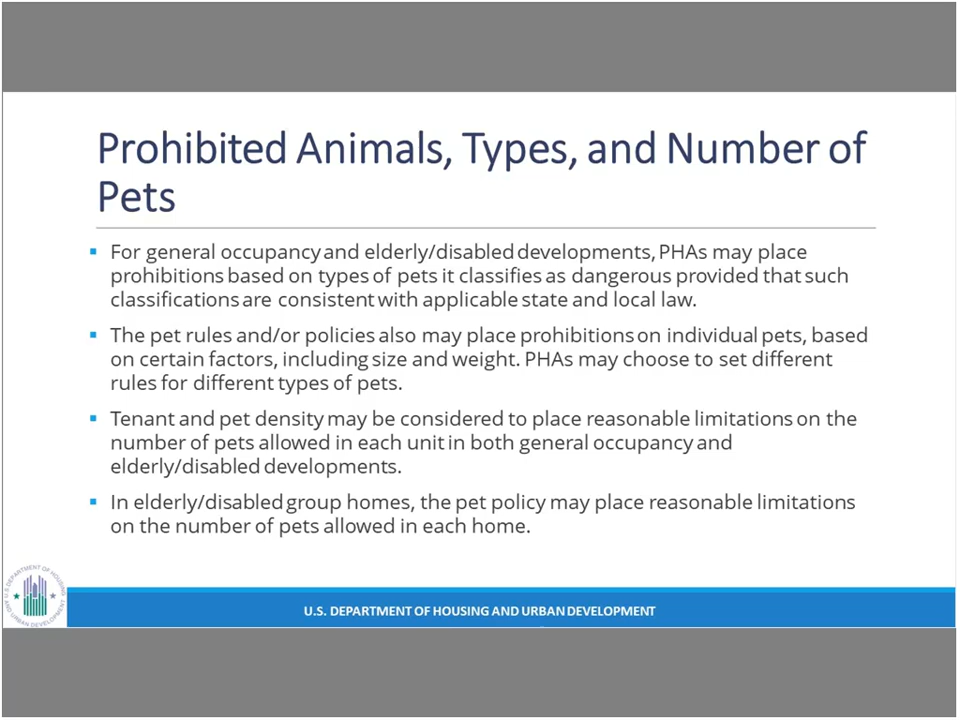 Prohibited Animals, Types, and Number of
Pets
▪ For general occupancy and elderly/disabled developments, PHAs may place
prohibitions based on types of pets it classifies as dangerous provided that such
classifications are consistent with applicable state and local law.
▪ The pet rules and/or policies also may place prohibitions on individual pets, based
on certain factors, including size and weight. PHAs may choose to set different
rules for different types of pets.
▪ Tenant and pet density may be considered to place reasonable limitations on the
number of pets allowed in each unit in both general occupancy and
elderly/disabled developments.
▪ In elderly/disabled group homes, the pet policy may place reasonable limitations
on the number of pets allowed in each home.
U.S. DEPARTMENT OF HOUSING
AND URBAN DEVELOPMENT
U.S. DEPARTMENT OF HOUSING AND URBAN DEVELOPMENT